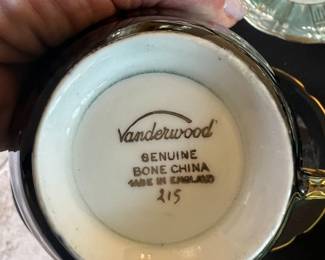 Vanderwood
GENUINE
BONE CHINA
MADE IN ENGLAND
215